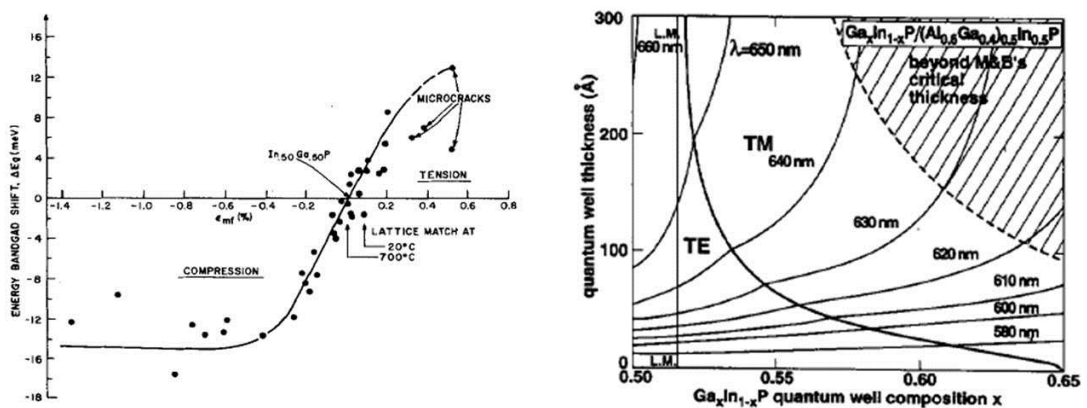 ENERGY BANDGAD SHIFT, ΔEg (meV)
12
8
4
0
-4
-8
-12
-14
-16
-18
-1.4
-1.2
-1.0
-0.8
-0.6
-0.4
-0.2
0
0.2
0.4
0.6
0.8
ϵmf (%)
In.50Ga.50P
MICROCRACKS
TENSION
COMPRESSION
LATTICE MATCH AT
20°C
700°C
quantum well thickness (Å)
300
200
100
0
L.M.
660 nm
λ=650 nm
GaxIn1-xP/(Al0.6Ga0.4)0.5In0.5P
beyond M&B's
critical
thickness
TM
640 nm
630 nm
TE
620 nm
610 nm
600 nm
580 nm
L.M.
0.50
0.55
0.60
0.65
GaxIn1-xP quantum well composition x